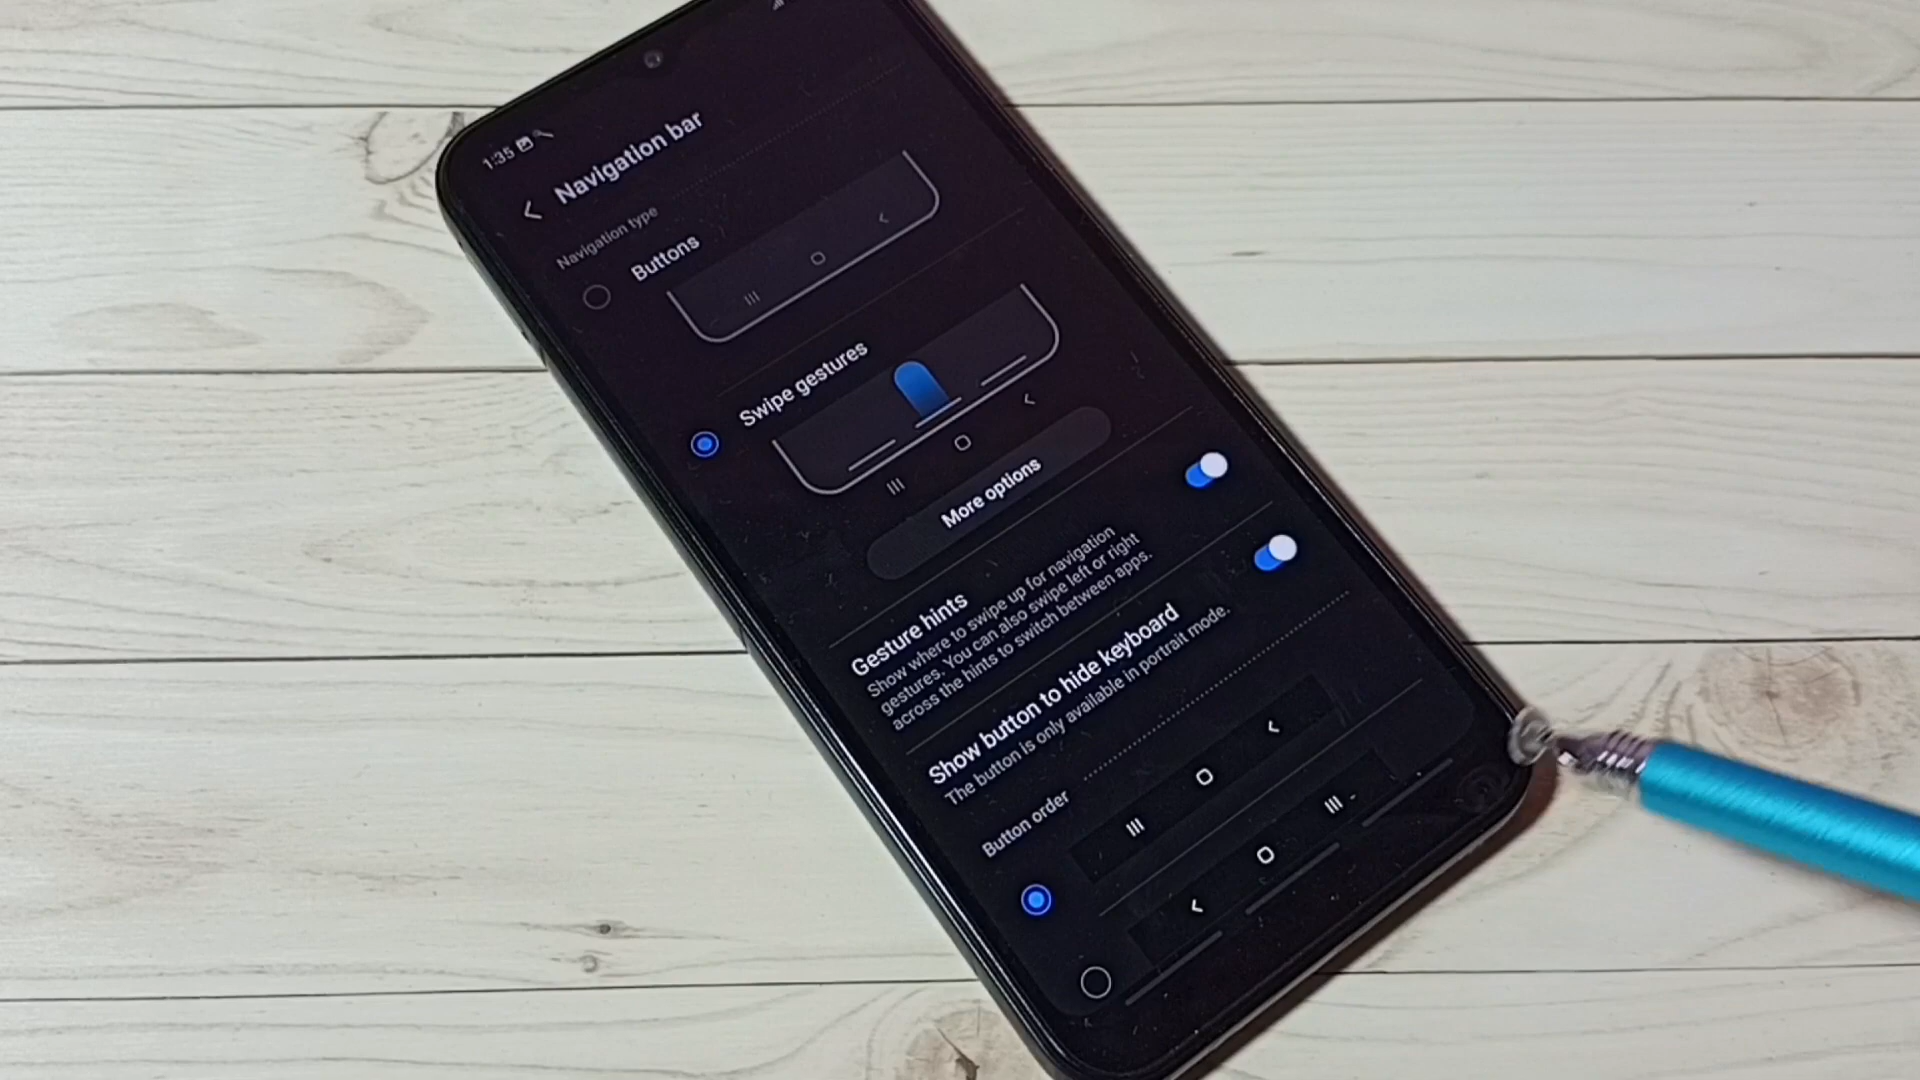 1:35
Navigation bar
Navigation type
Buttons
Swipe gestures
More options
Gesture hints
Show where to swipe up for navigation
gestures. You can also swipe left or right
across the hints to switch between apps.
Show button to hide keyboard
The button is only available in portrait mode.
Button order